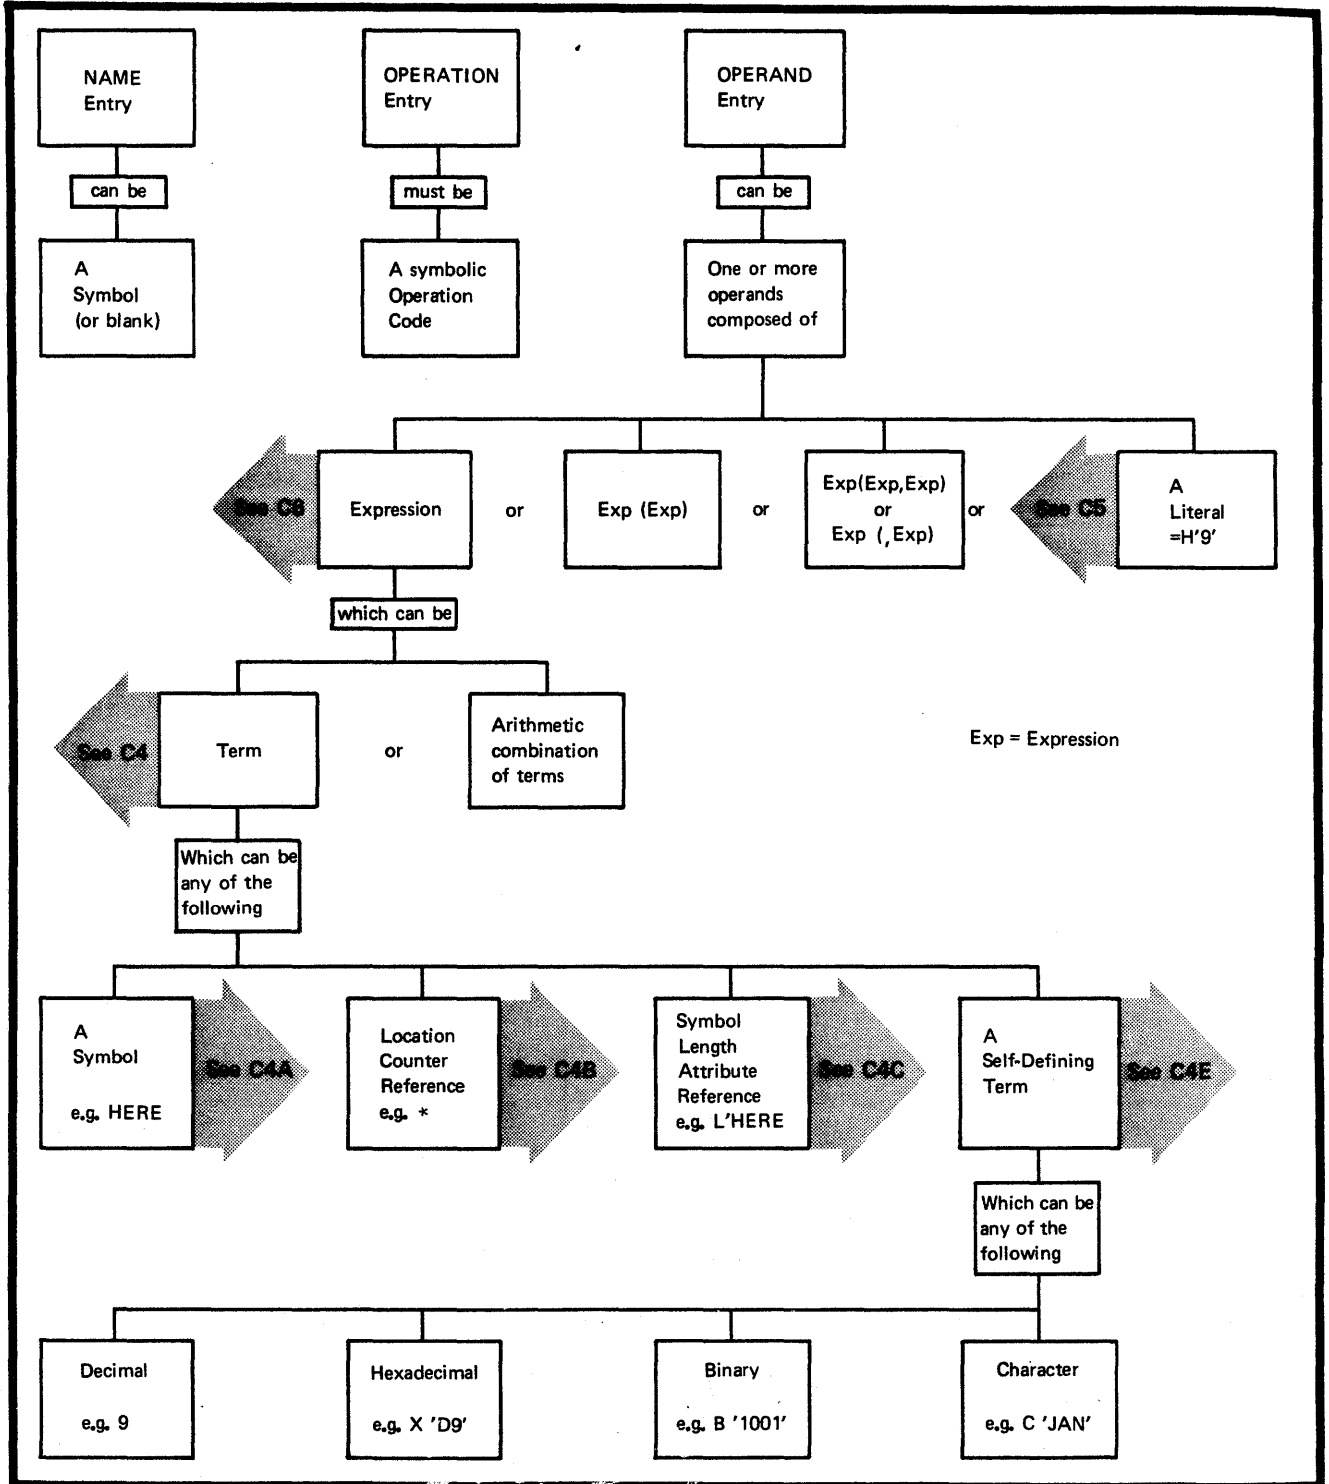 NAME
Entry
OPERATION
Entry
OPERAND
Entry
can be
must be
can be
A
Symbol
(or blank)
A symbolic
Operation
Code
One or more
operands
composed of
See C6
Expression
or
Exp (Exp)
or
Exp(Exp,Exp)
or
Exp (,Exp)
or
See C5
A
Literal
=H'9'
which can be
See C4
Term
or
Arithmetic
combination
of terms
Exp = Expression
Which can be
any of the
following
A
Symbol
e.g. HERE
See C4A
Location
Counter
Reference
e.g. *
See C4B
Symbol
Length
Attribute
Reference
e.g. L'HERE
See C4C
A
Self-Defining
Term
See C4E
Which can be
any of the
following
Decimal
e.g. 9
Hexadecimal
e.g. X 'D9'
Binary
e.g. B '1001'
Character
e.g. C 'JAN'